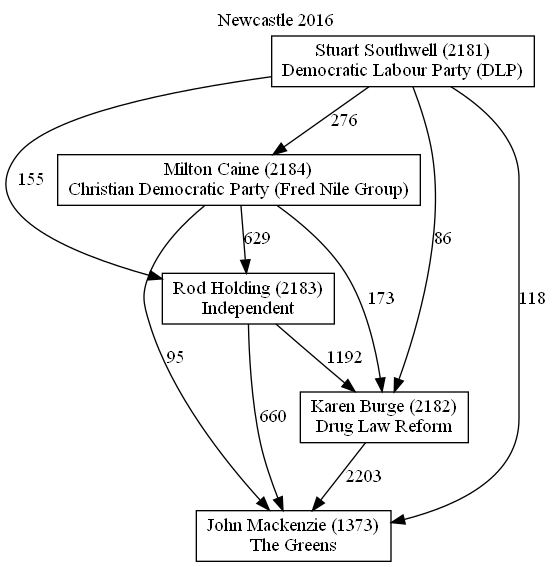 Newcastle 2016
Stuart Southwell (2181)
Democratic Labour Party (DLP)
276
Milton Caine (2184)
Christian Democratic Party (Fred Nile Group)
155
86
629
Rod Holding (2183)
Independent
173
118
95
1192
Karen Burge (2182)
Drug Law Reform
660
2203
John Mackenzie (1373)
The Greens